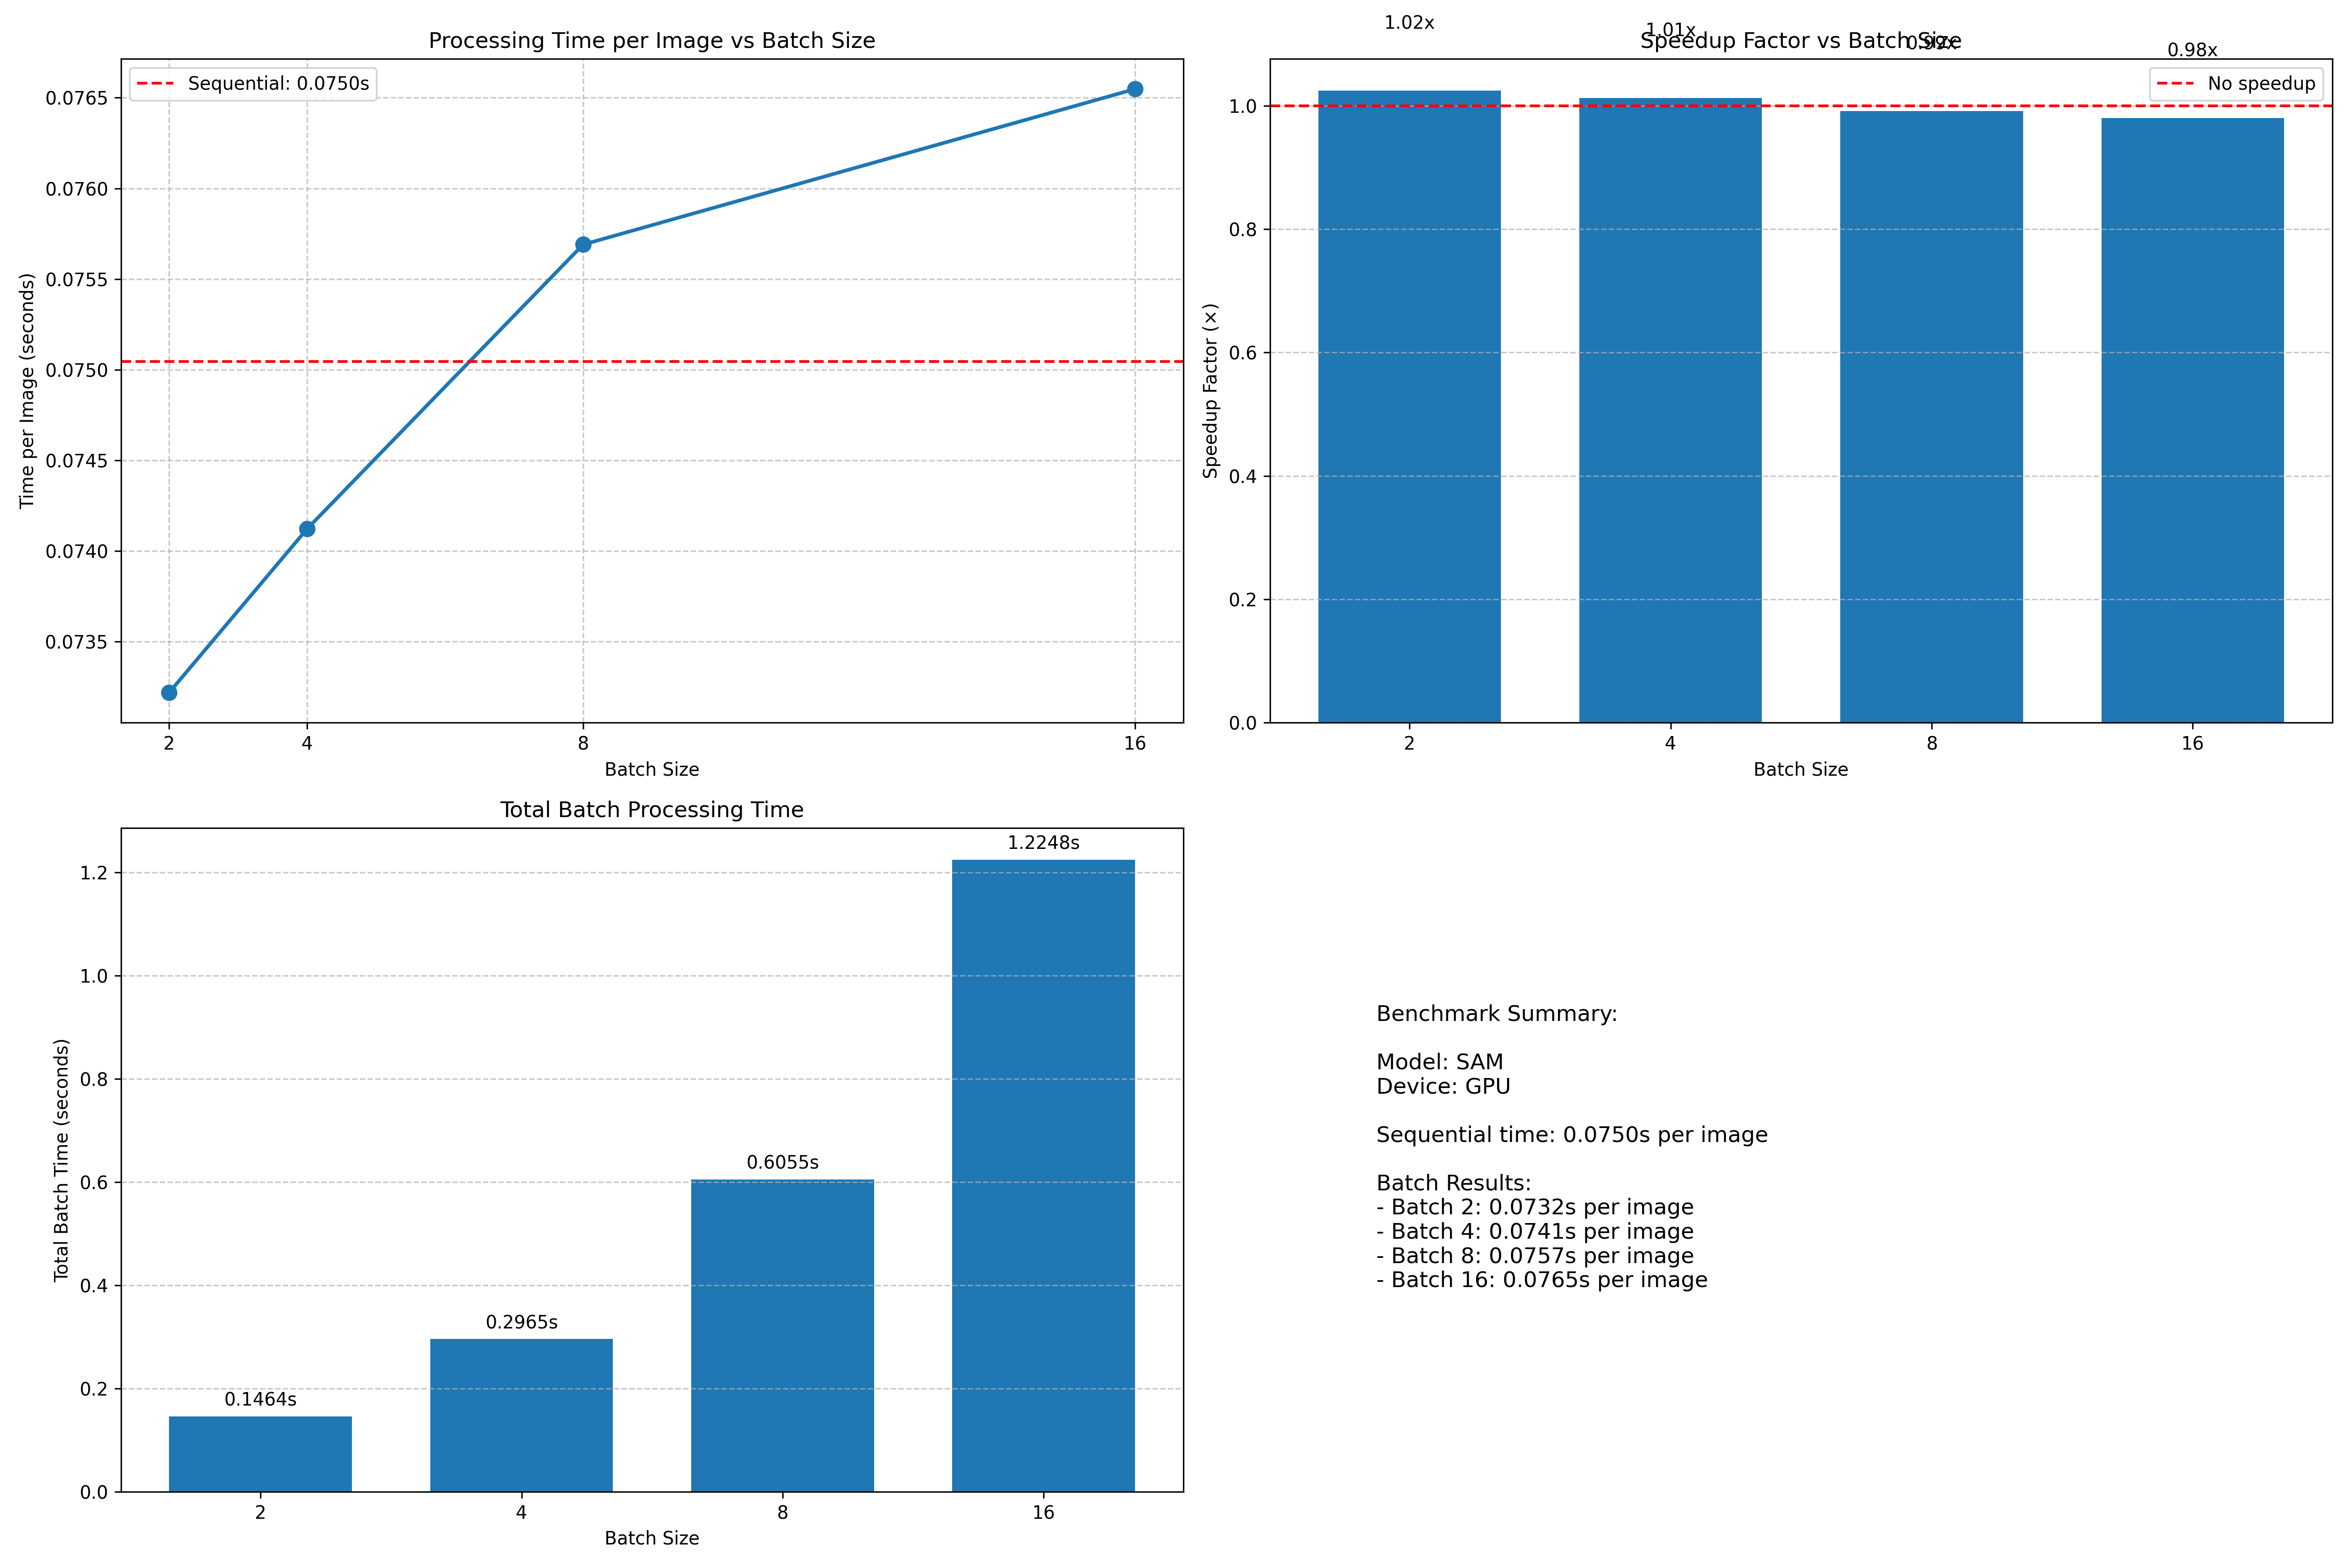 Processing Time per Image vs Batch Size
Sequential: 0.0750s
Time per Image (seconds)
0.0765
0.0760
0.0755
0.0750
0.0745
0.0740
0.0735
2 4 8 16
Batch Size
Speedup Factor vs Batch Size
1.02x 1.01x 0.99x 0.98x
No speedup
Speedup Factor (×)
1.0
0.8
0.6
0.4
0.2
0.0
2 4 8 16
Batch Size
Total Batch Processing Time
Total Batch Time (seconds)
1.2
1.0
0.8
0.6
0.4
0.2
0.0
0.1464s
0.2965s
0.6055s
1.2248s
2 4 8 16
Batch Size
Benchmark Summary:
Model: SAM
Device: GPU
Sequential time: 0.0750s per image
Batch Results:
- Batch 2: 0.0732s per image
- Batch 4: 0.0741s per image
- Batch 8: 0.0757s per image
- Batch 16: 0.0765s per image